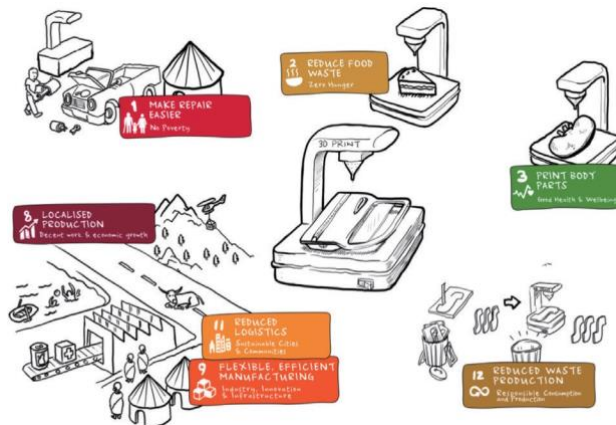 1 MAKE REPAIR
EASIER
No Poverty
2 REDUCE FOOD
WASTE
Zero Hunger
3D PRINT
3 PRINT BODY
PARTS
Good Health & Wellbeing
8 LOCALISED
PRODUCTION
Decent work & economic growth
11 REDUCED
LOGISTICS
Sustainable Cities
& Communities
9 FLEXIBLE, EFFICIENT
MANUFACTURING
Industry, Innovation
& Infrastructure
12 REDUCED WASTE
PRODUCTION
Responsible Consumption
and Production